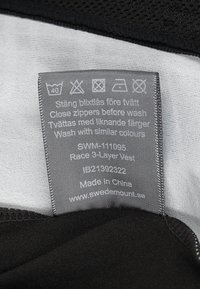 40
Stäng blixtlås före tvätt
Close zippers before wash
Tvättas med liknande färger
Wash with similar colours
SWM-111095
Race 3-Layer Vest
IB21302322
Made in China
www.swedemount.se